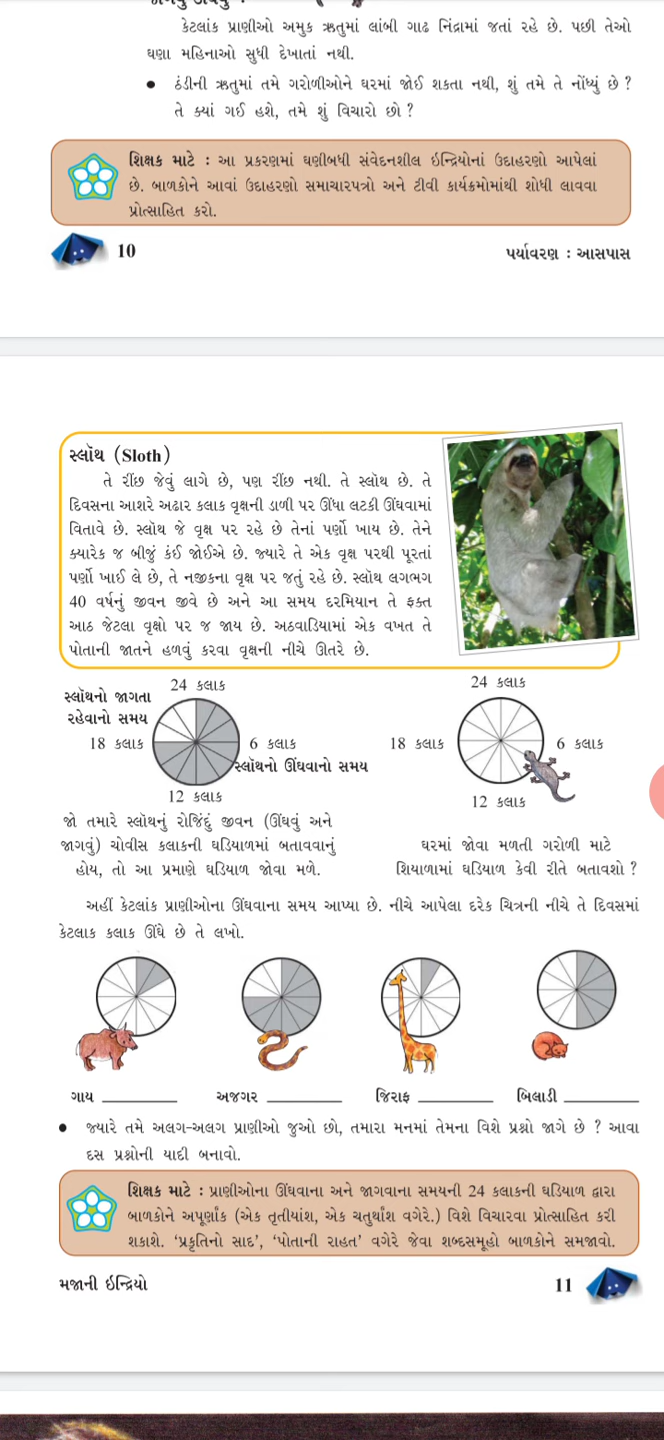 કેટલાંક પ્રાણીઓ અમુક ઋતુમાં લાંબી ગાઢ નિંદ્રામાં જતાં રહે છે. પછી તેઓ
ઘણા મહિનાઓ સુધી દેખાતાં નથી.
• ઠંડીની ઋતુમાં તમે ગરોળીઓને ઘરમાં જોઈ શકતા નથી, શું તમે તે નોંધ્યું છે ?
તે ક્યાં ગઈ હશે, તમે શું વિચારો છો ?
શિક્ષક માટે : આ પ્રકરણમાં ઘણીબધી સંવેદનશીલ ઇન્દ્રિયોનાં ઉદાહરણો આપેલાં
છે. બાળકોને આવાં ઉદાહરણો સમાચારપત્રો અને ટીવી કાર્યક્રમોમાંથી શોધી લાવવા
પ્રોત્સાહિત કરો.
10
પર્યાવરણ : આસપાસ
સ્લૉથ (Sloth)
તે રીંછ જેવું લાગે છે, પણ રીંછ નથી. તે સ્લૉથ છે. તે
દિવસના આશરે અઢાર કલાક વૃક્ષની ડાળી પર ઊંધા લટકી ઊંઘવામાં
વિતાવે છે. સ્લૉથ જે વૃક્ષ પર રહે છે તેનાં પર્ણો ખાય છે. તેને
ક્યારેક જ બીજું કંઈ જોઈએ છે. જ્યારે તે એક વૃક્ષ પરથી પૂરતાં
પર્ણો ખાઈ લે છે, તે નજીકના વૃક્ષ પર જતું રહે છે. સ્લૉથ લગભગ
40 વર્ષનું જીવન જીવે છે અને આ સમય દરમિયાન તે ફક્ત
આઠ જેટલા વૃક્ષો પર જ જાય છે. અઠવાડિયામાં એક વખત તે
પોતાની જાતને હળવું કરવા વૃક્ષની નીચે ઊતરે છે.
સ્લૉથનો જાગતા
રહેવાનો સમય
24 કલાક
18 કલાક
6 કલાક
સ્લૉથનો ઊંઘવાનો સમય
12 કલાક
જો તમારે સ્લૉથનું રોજિંદું જીવન (ઊંઘવું અને
જાગવું) ચોવીસ કલાકની ઘડિયાળમાં બતાવવાનું
હોય, તો આ પ્રમાણે ઘડિયાળ જોવા મળે.
24 કલાક
18 કલાક
6 કલાક
12 કલાક
ઘરમાં જોવા મળતી ગરોળી માટે
શિયાળામાં ઘડિયાળ કેવી રીતે બતાવશો ?
અહીં કેટલાંક પ્રાણીઓના ઊંઘવાના સમય આપ્યા છે. નીચે આપેલા દરેક ચિત્રની નીચે તે દિવસમાં
કેટલાક કલાક ઊંઘે છે તે લખો.
ગાય __________ અજગર __________ જિરાફ __________ બિલાડી __________
• જ્યારે તમે અલગ-અલગ પ્રાણીઓ જુઓ છો, તમારા મનમાં તેમના વિશે પ્રશ્નો જાગે છે ? આવા
દસ પ્રશ્નોની યાદી બનાવો.
શિક્ષક માટે : પ્રાણીઓના ઊંઘવાના અને જાગવાના સમયની 24 કલાકની ઘડિયાળ દ્વારા
બાળકોને અપૂર્ણાંક (એક તૃતીયાંશ, એક ચતુર્થાંશ વગેરે.) વિશે વિચારવા પ્રોત્સાહિત કરી
શકાશે. ‘પ્રકૃતિનો સાદ’, ‘પોતાની રાહત’ વગેરે જેવા શબ્દસમૂહો બાળકોને સમજાવો.
મજાની ઇન્દ્રિયો
11